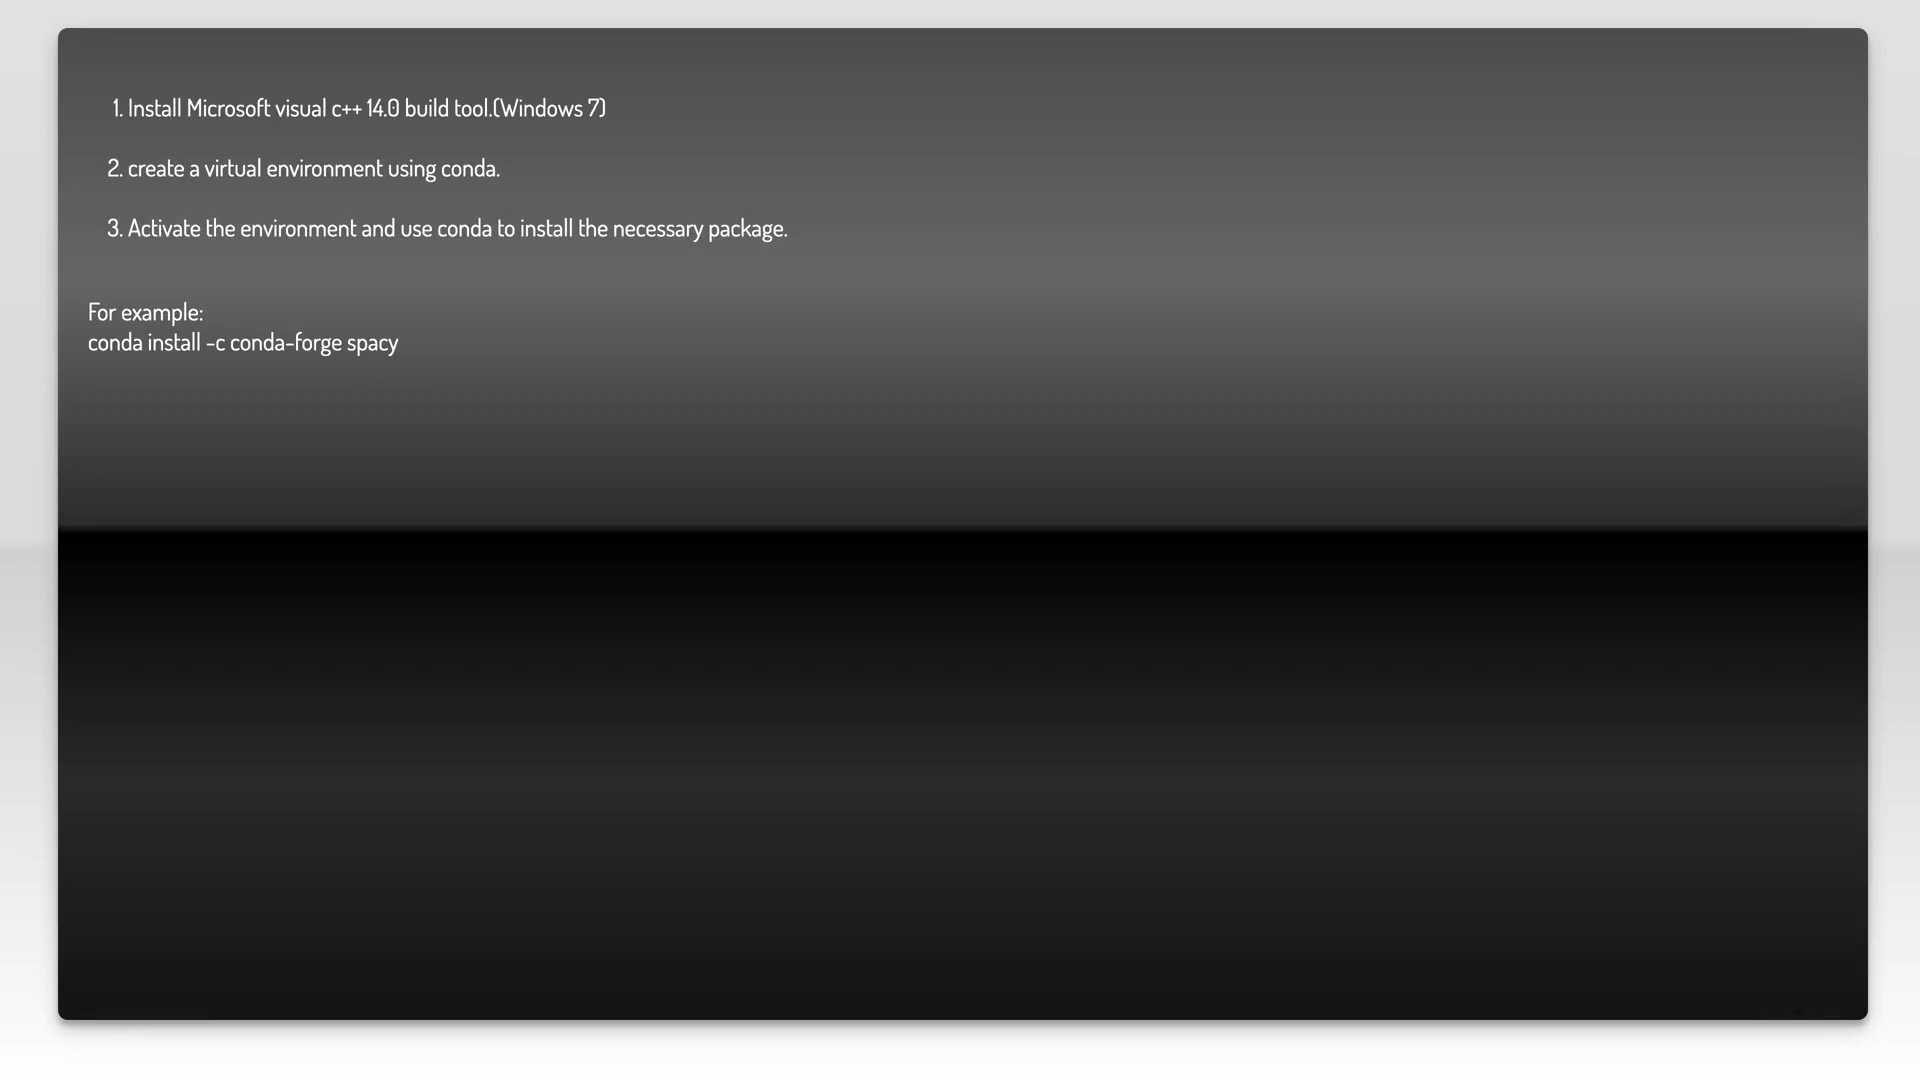 1. Install Microsoft visual c++ 14.0 build tool.(Windows 7)
2. create a virtual environment using conda.
3. Activate the environment and use conda to install the necessary package.
For example:
conda install -c conda-forge spacy